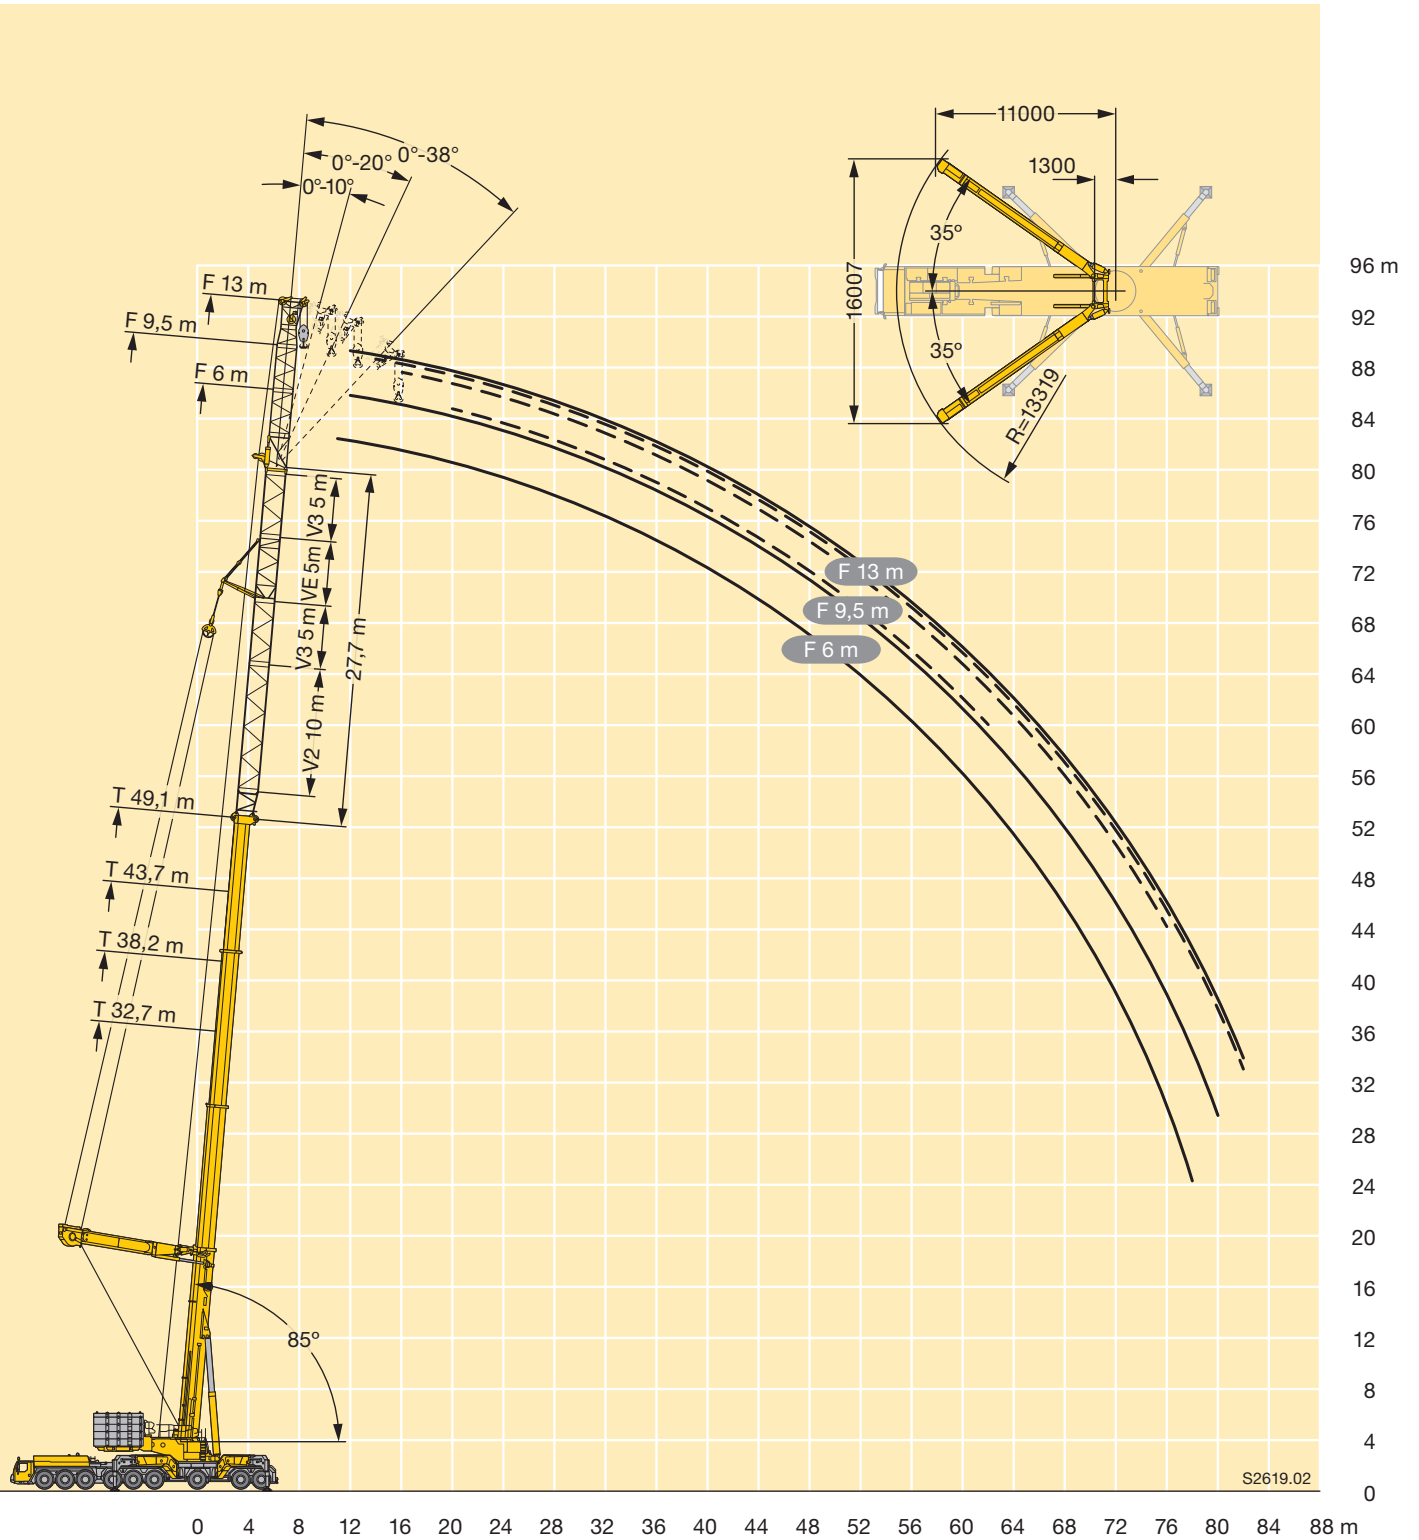 11000
0°-38°
0°-20°
1300
0°-10°
35°
16007
F 13 m
F 9,5 m
F 6 m
35°
R=13319
96 m
92
88
84
80
76
72
68
64
60
56
52
48
44
40
36
32
28
24
20
16
12
8
4
0
V3 5 m
VE 5m
V3 5 m
V2 10 m
27,7 m
F 13 m
F 9,5 m
F 6 m
T 49,1 m
T 43,7 m
T 38,2 m
T 32,7 m
85°
S2619.02
0 4 8 12 16 20 24 28 32 36 40 44 48 52 56 60 64 68 72 76 80 84 88 m